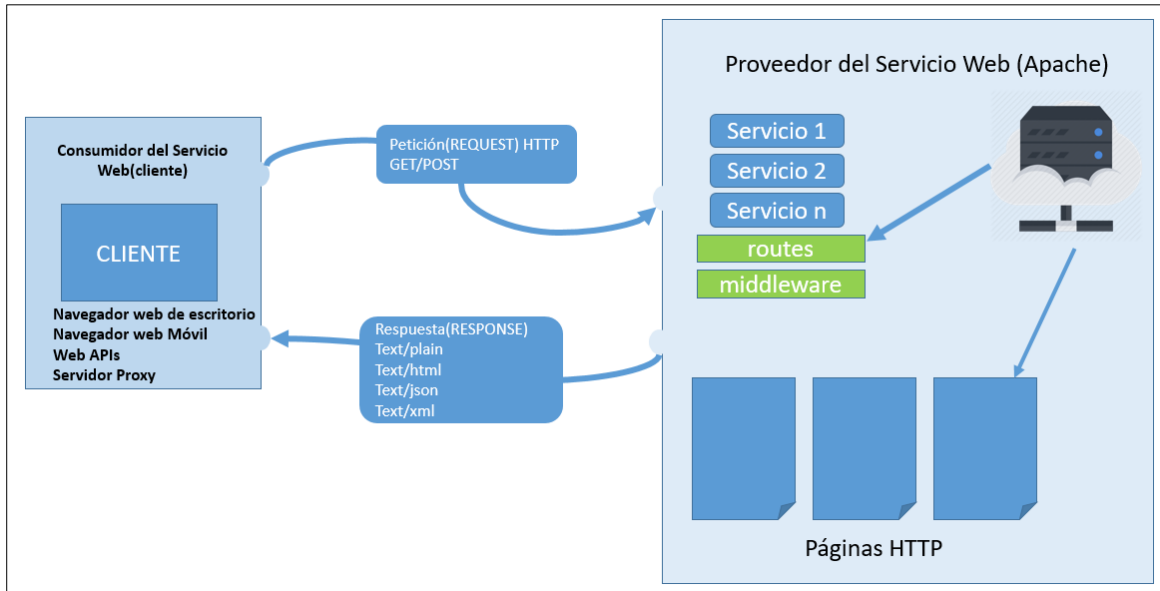 Proveedor del Servicio Web (Apache)
Servicio 1
Servicio 2
Servicio n
routes
middleware
Páginas HTTP
Petición(REQUEST) HTTP
GET/POST
Consumidor del Servicio
Web(cliente)
CLIENTE
Navegador web de escritorio
Navegador web Móvil
Web APIs
Servidor Proxy
Respuesta(RESPONSE)
Text/plain
Text/html
Text/json
Text/xml